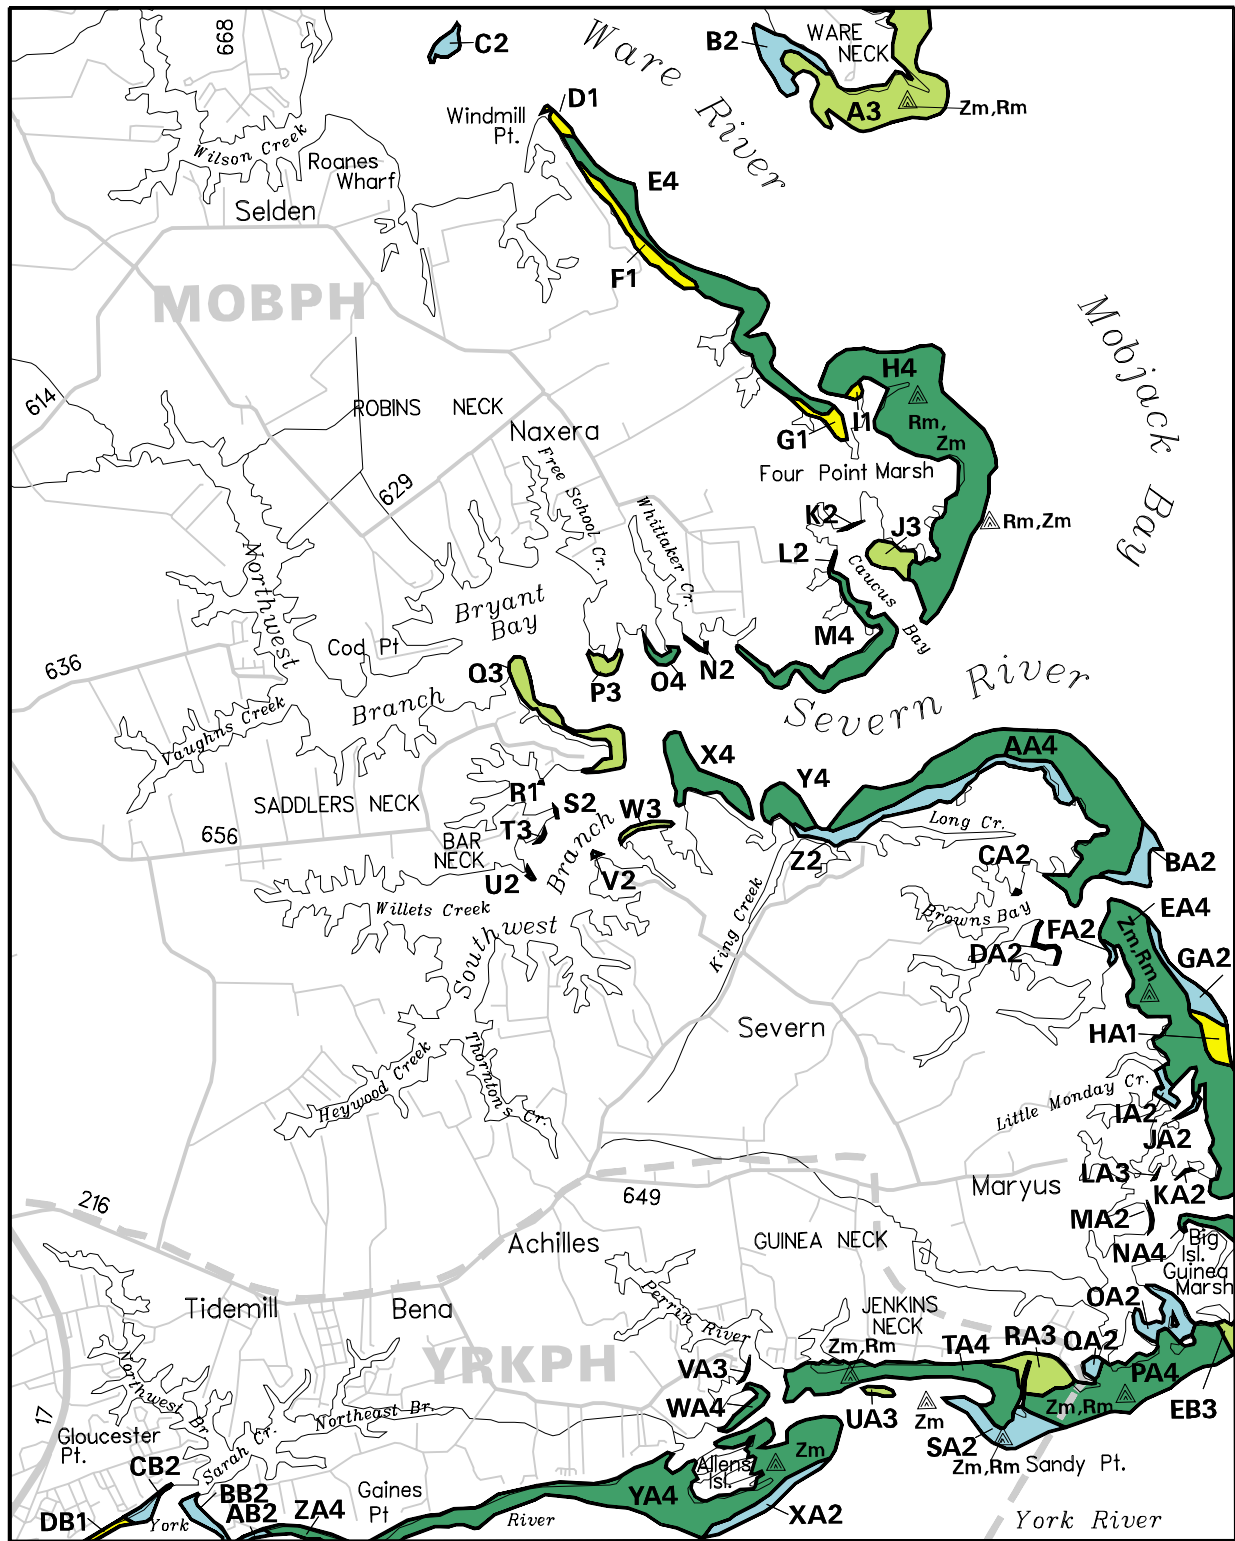 668
C2
Ware River
B2
WARE
NECK
A3
Zm,Rm
Windmill
Pt.
D1
Wilson Creek
Roanes
Wharf
Selden
E4
F1
MOBPH
Mobjack Bay
614
ROBINS NECK
Naxera
H4
Rm,
Zm
I1
G1
Four Point Marsh
629
Free School Cr.
Whittaker Cr.
K2
J3
Rm,Zm
L2
Caucus Bay
Northwest
Bryant
Bay
M4
Cod Pt
636
Q3
P3
O4
N2
Branch
Severn River
Vaughns Creek
X4
AA4
Y4
R1
S2
W3
SADDLERS NECK
656
T3
BAR
NECK
Branch
Long Cr.
Z2
CA2
BA2
U2
V2
Willets Creek
King Creek
Browns Bay
EA4
Southwest
FA2
Zm,Rm
DA2
GA2
Severn
HA1
Heywood Creek
Thornton's Cr.
Little Monday Cr.
IA2
JA2
LA3
KA2
216
649
Maryus
MA2
Achilles
GUINEA NECK
NA4
Big
Isl.
Guinea
Marsh
Tidemill
Bena
Perrin River
JENKINS
NECK
OA2
YRKPH
Zm,Rm
TA4
RA3
QA2
VA3
PA4
Northwest Br.
WA4
UA3
Zm
Zm,Rm
EB3
17
Northeast Br.
Gloucester
Pt.
Sarah Cr.
Zm
SA2
Zm,Rm
Sandy Pt.
CB2
Allens
Isl.
Gaines
Pt
YA4
BB2
AB2
ZA4
XA2
DB1
York
River
York River